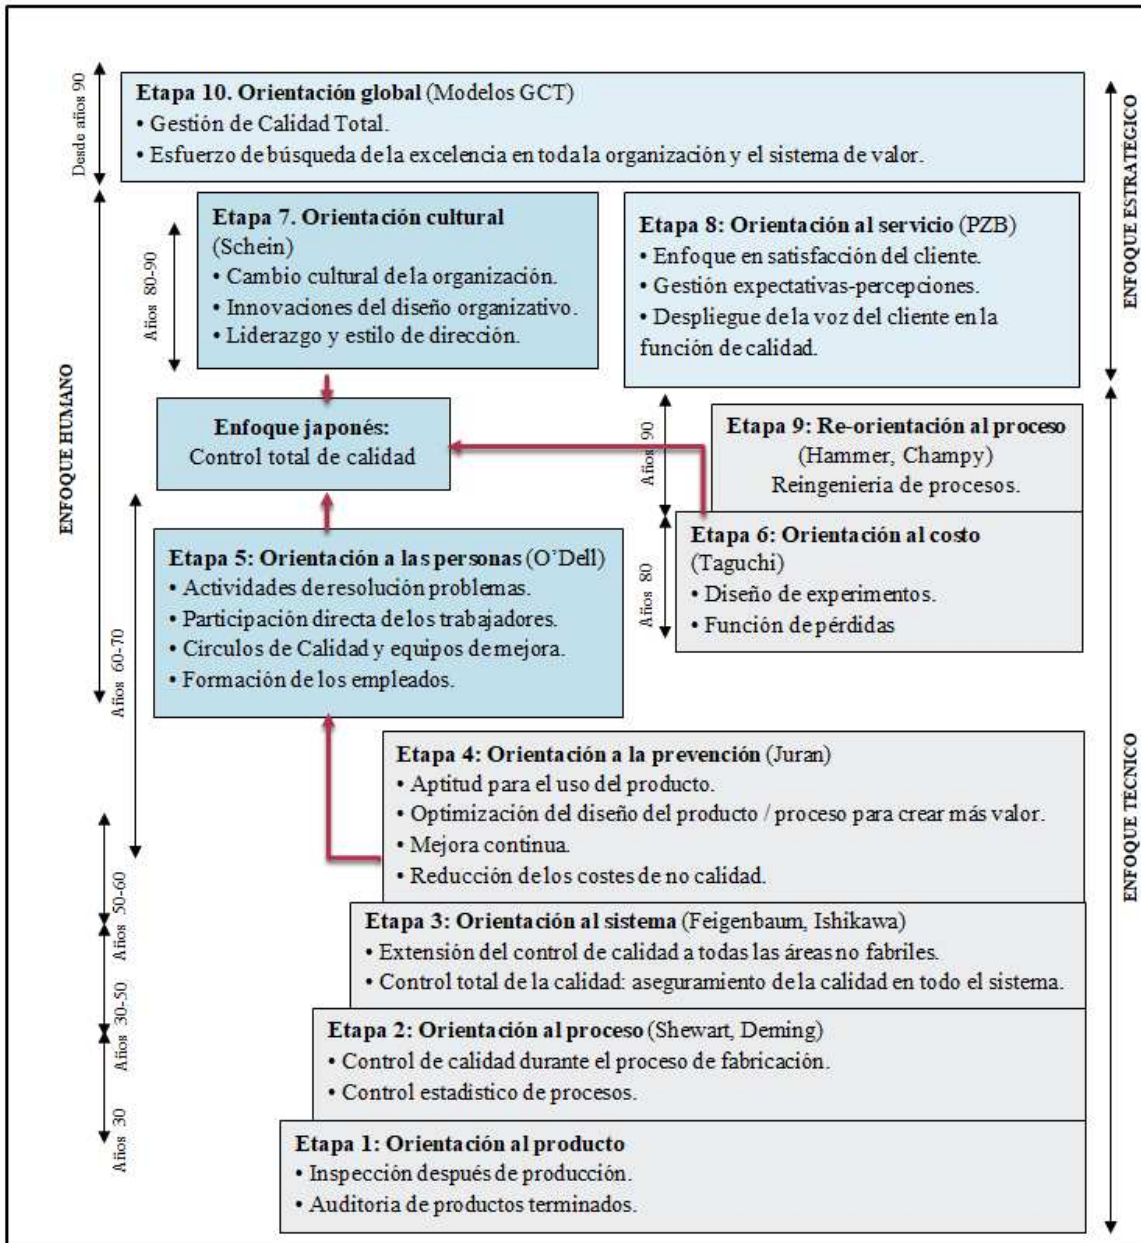 Desde años 90
Etapa 10. Orientación global (Modelos GCT)
• Gestión de Calidad Total.
• Esfuerzo de búsqueda de la excelencia en toda la organización y el sistema de valor.
ENFOQUE ESTRATÉGICO
ENFOQUE HUMANO
Años 80-90
Etapa 7. Orientación cultural
(Schein)
• Cambio cultural de la organización.
• Innovaciones del diseño organizativo.
• Liderazgo y estilo de dirección.
Etapa 8: Orientación al servicio (PZB)
• Enfoque en satisfacción del cliente.
• Gestión expectativas-percepciones.
• Despliegue de la voz del cliente en la
función de calidad.
Enfoque japonés:
Control total de calidad
Años 90
Etapa 9: Re-orientación al proceso
(Hammer, Champy)
Reingenieria de procesos.
Años 80
Etapa 6: Orientación al costo
(Taguchi)
• Diseño de experimentos.
• Función de pérdidas
Años 60-70
Etapa 5: Orientación a las personas (O’Dell)
• Actividades de resolución problemas.
• Participación directa de los trabajadores.
• Círculos de Calidad y equipos de mejora.
• Formación de los empleados.
ENFOQUE TÉCNICO
Años 50-60
Etapa 4: Orientación a la prevención (Juran)
• Aptitud para el uso del producto.
• Optimización del diseño del producto / proceso para crear más valor.
• Mejora continua.
• Reducción de los costes de no calidad.
Años 30-50
Etapa 3: Orientación al sistema (Feigenbaum, Ishikawa)
• Extensión del control de calidad a todas las áreas no fabriles.
• Control total de la calidad: aseguramiento de la calidad en todo el sistema.
Años 30
Etapa 2: Orientación al proceso (Shewart, Deming)
• Control de calidad durante el proceso de fabricación.
• Control estadístico de procesos.
Etapa 1: Orientación al producto
• Inspección después de producción.
• Auditoría de productos terminados.